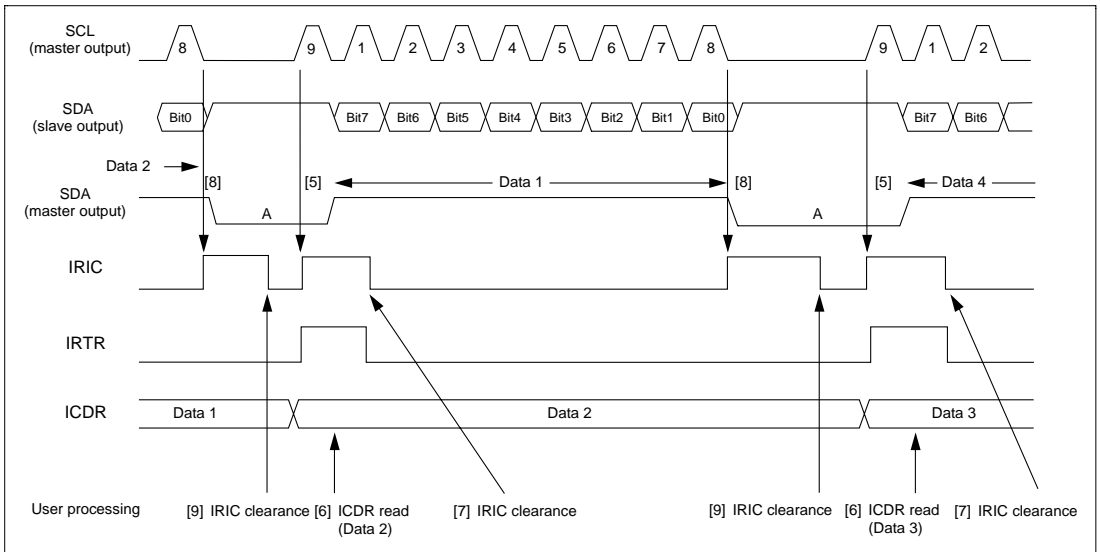 SCL
(master output)
8 9 1 2 3 4 5 6 7 8 9 1 2
SDA
(slave output)
Bit0 Bit7 Bit6 Bit5 Bit4 Bit3 Bit2 Bit1 Bit0 Bit7 Bit6
Data 2
[8] [5] Data 1 [8] [5] Data 4
SDA
(master output)
A A
IRIC
IRTR
ICDR
Data 1 Data 2 Data 3
User processing
[9] IRIC clearance
[6] ICDR read
(Data 2)
[7] IRIC clearance
[9] IRIC clearance
[6] ICDR read
(Data 3)
[7] IRIC clearance